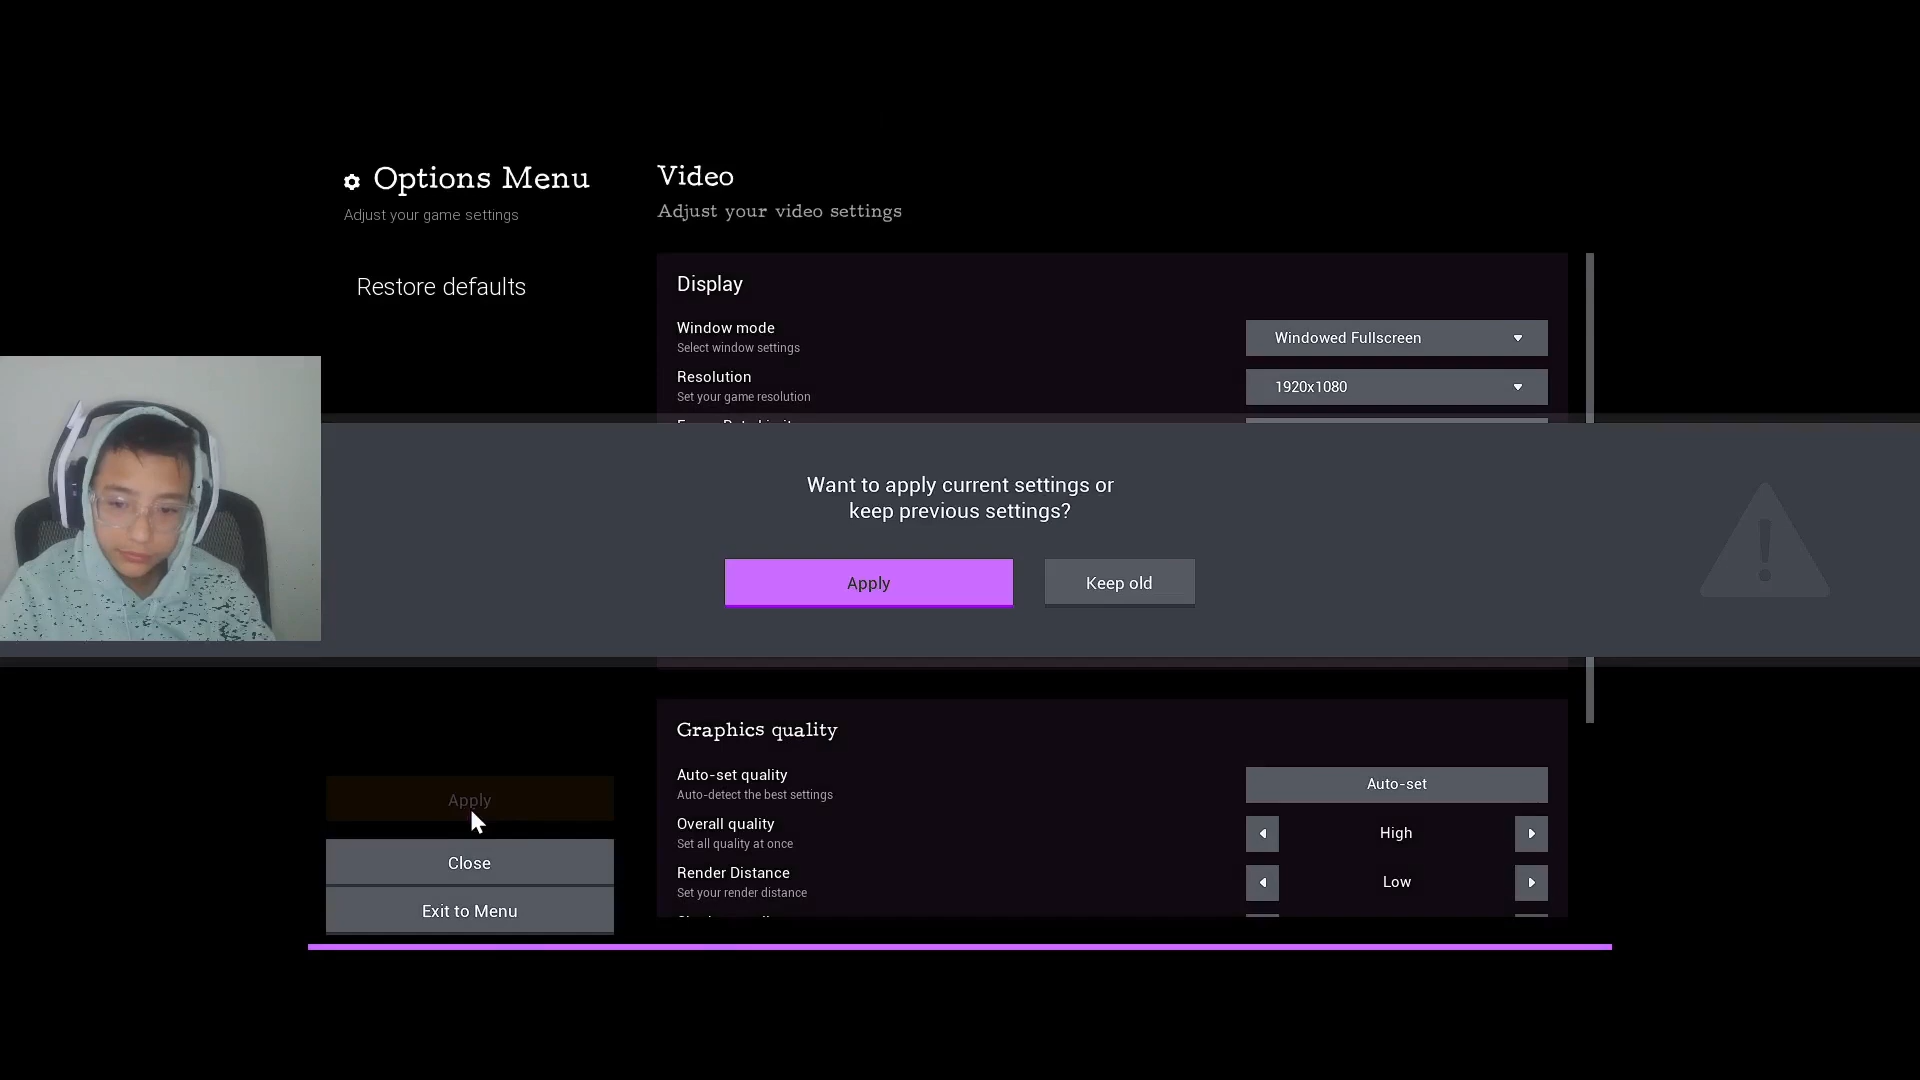 Options Menu
Adjust your game settings
Restore defaults
Video
Adjust your video settings
Display
Window mode
Select window settings
Windowed Fullscreen
Resolution
Set your game resolution
1920x1080
Want to apply current settings or
keep previous settings?
Apply
Keep old
Graphics quality
Auto-set quality
Auto-detect the best settings
Auto-set
Overall quality
Set all quality at once
High
Render Distance
Set your render distance
Low
Apply
Close
Exit to Menu